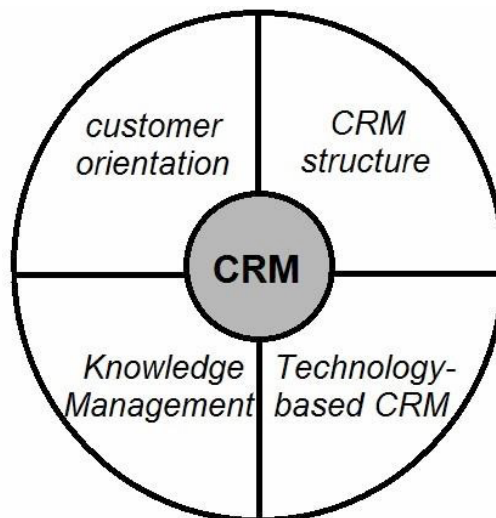 customer
orientation
CRM
structure
CRM
Knowledge
Management
Technology-
based CRM